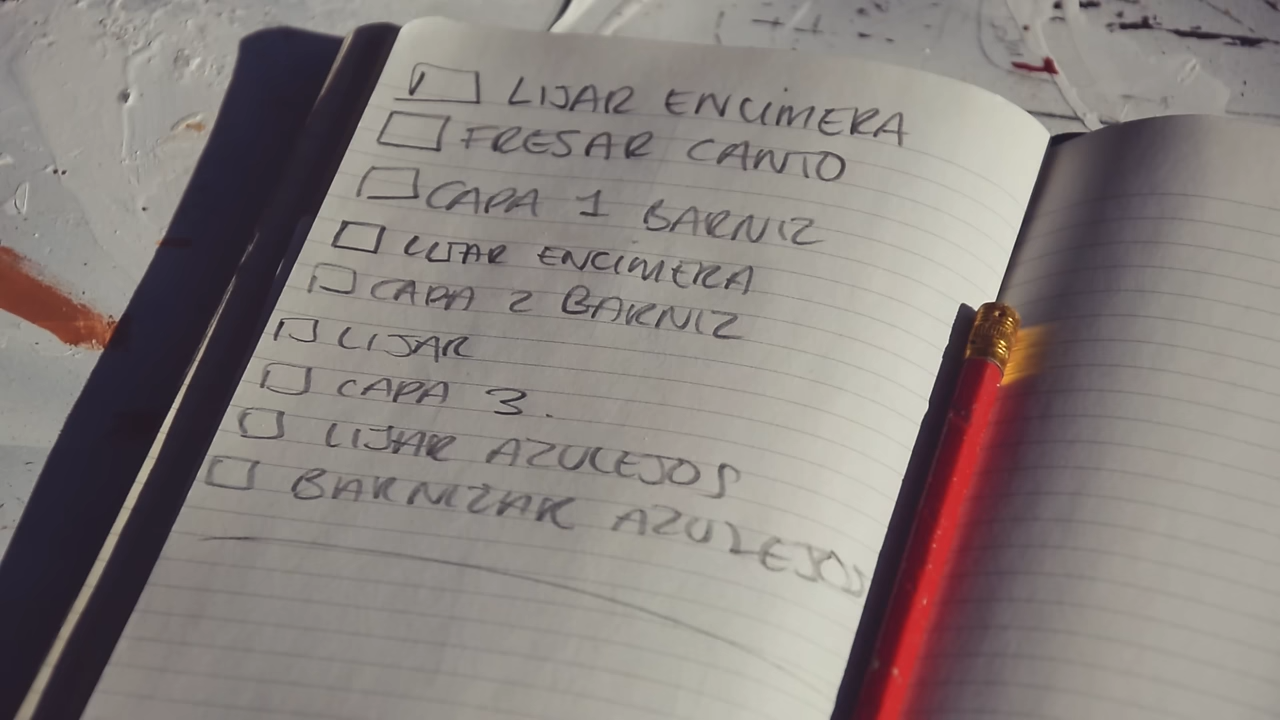 LIJAR ENCIMERA
FRESAR CANTO
CAPA 1 BARNIZ
LIJAR ENCIMERA
CAPA 2 BARNIZ
LIJAR
CAPA 3.
LIJAR AZULEJOS
BARNIZAR AZULEJOS